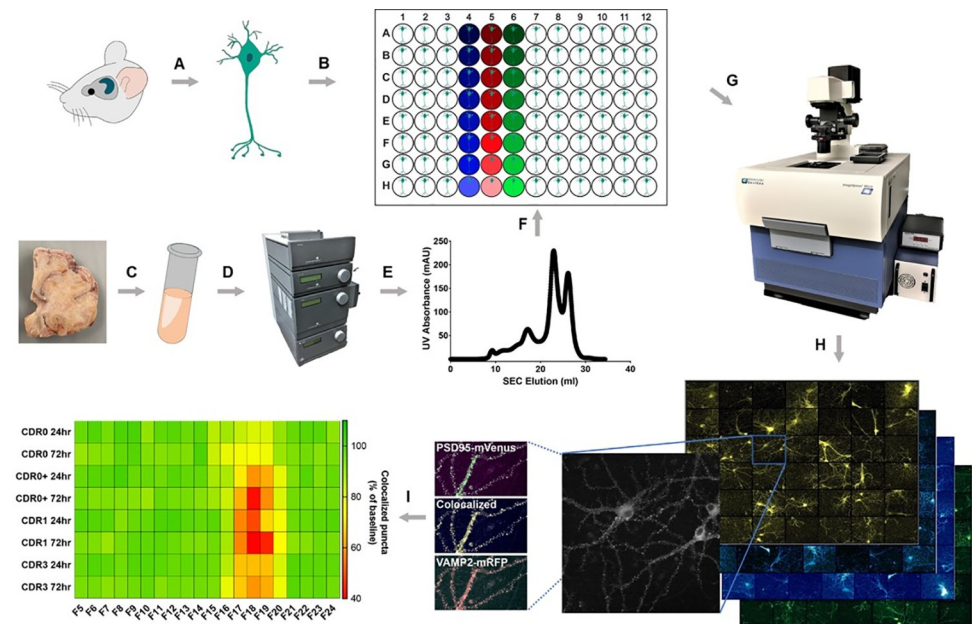 1 2 3 4 5 6 7 8 9 10 11 12
A
B
C
D
E
F
G
H
A
B
G
C
D
E
F
UV Absorbance (mAU)
250
200
150
100
50
0 10 20 30 40
SEC Elution (ml)
H
CDR0 24hr
CDR0 72hr
CDR0+ 24hr
CDR0+ 72hr
CDR1 24hr
CDR1 72hr
CDR3 24hr
CDR3 72hr
F5 F6 F7 F8 F9 F10 F11 F12 F13 F14 F15 F16 F17 F18 F19 F20 F21 F22 F23 F24
100
80
60
40
Colocalized puncta
(% of baseline)
I
PSD95-mVenus
Colocalized
VAMP2-mRFP